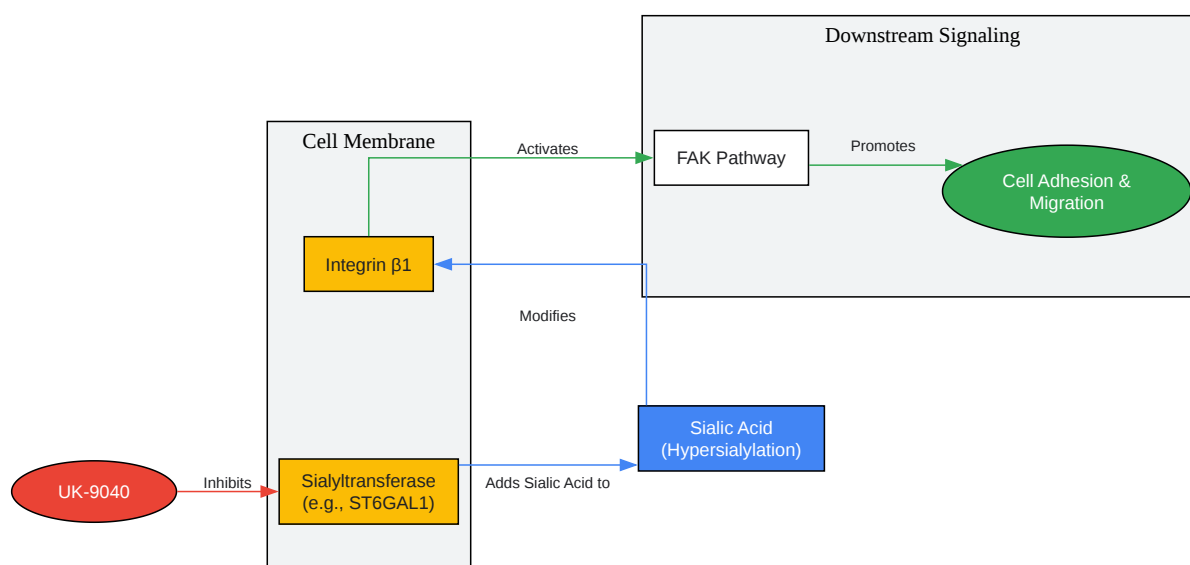 Downstream Signaling
Cell Membrane
Activates
FAK Pathway
Promotes
Cell Adhesion &
Migration
Integrin β1
Modifies
Sialic Acid
(Hypersialylation)
UK-9040
Inhibits
Sialyltransferase
(e.g., ST6GAL1)
Adds Sialic Acid to